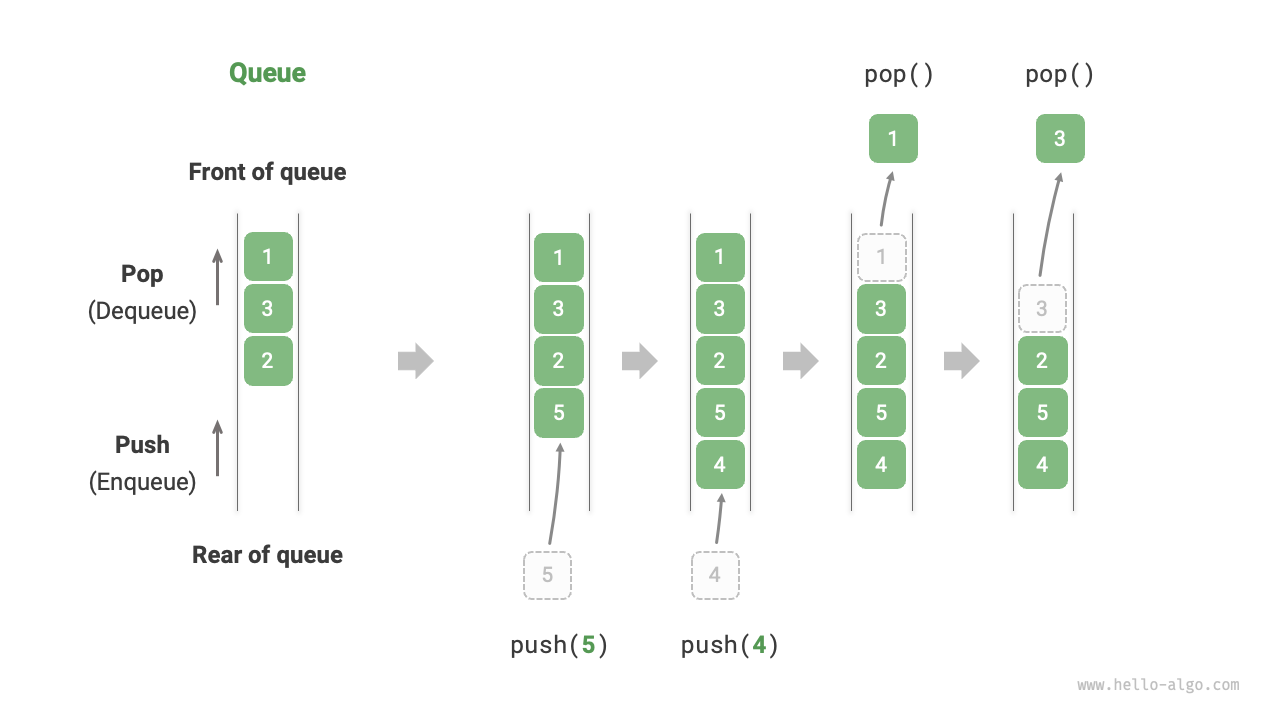 Queue
pop()
pop()
1
3
Front of queue
Pop
(Dequeue)
1
3
2
Push
(Enqueue)
Rear of queue
1
3
2
5
5
push(5)
1
3
2
5
4
4
push(4)
1
3
2
5
4
3
2
5
4
www.hello-algo.com